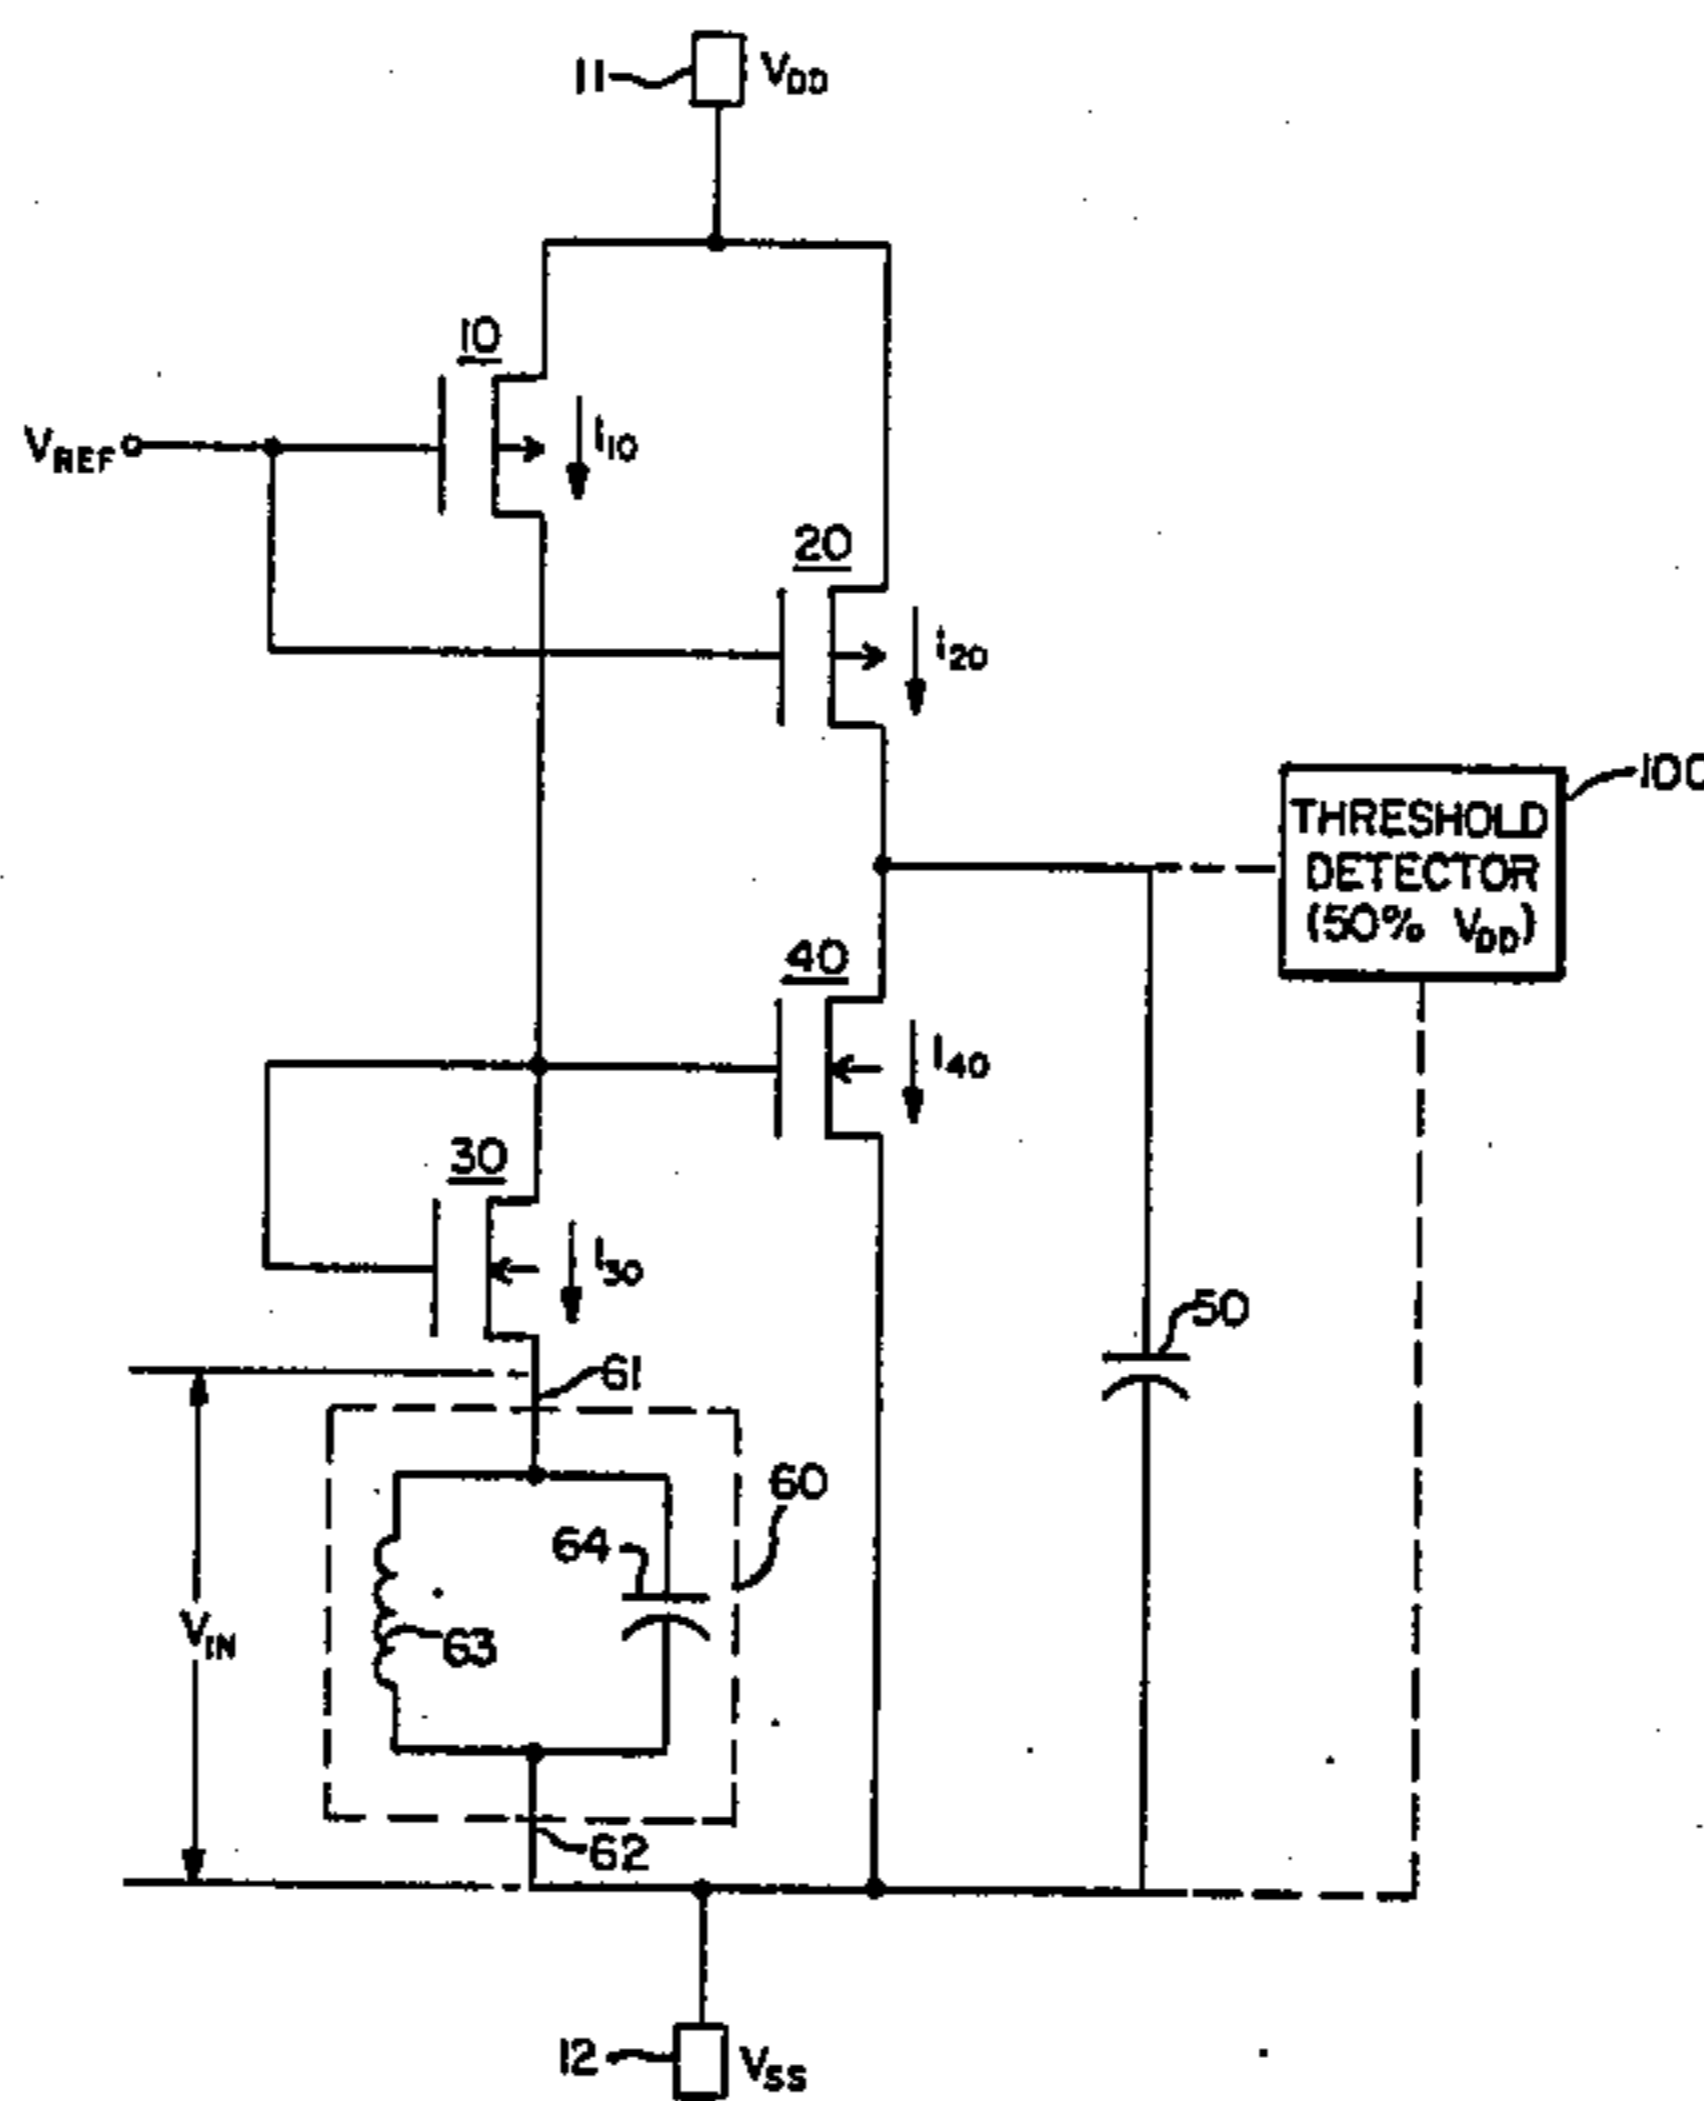 11 VDD
10
VREF
I10
20
I20
100
THRESHOLD
DETECTOR
(50% VDD)
40
I40
30
I30
50
61
60
64
63
VIN
62
12 VSS